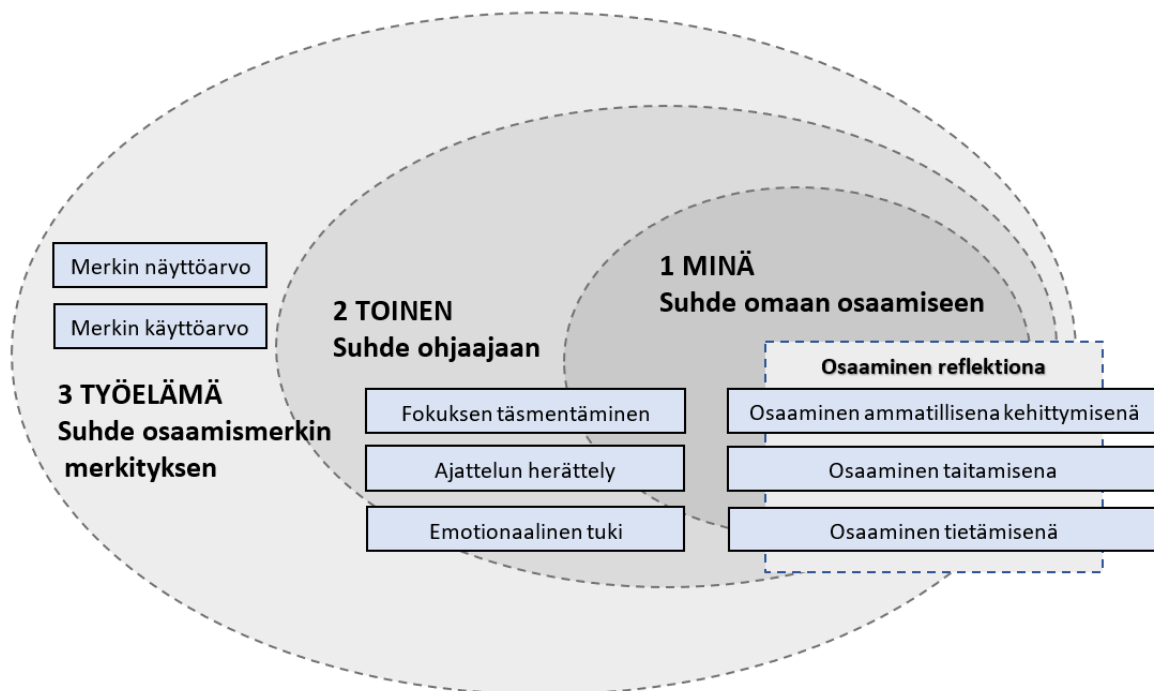 1 MINÄ
Suhde omaan osaamiseen
Osaaminen reflektiona
Osaaminen ammatillisena kehittymisenä
Osaaminen taitamisena
Osaaminen tietämisenä
2 TOINEN
Suhde ohjaajaan
Fokuksen täsmentäminen
Ajattelun herättely
Emotionaalinen tuki
Merkin näyttöarvo
Merkin käyttöarvo
3 TYÖELÄMÄ
Suhde osaamismerkin
merkityksen